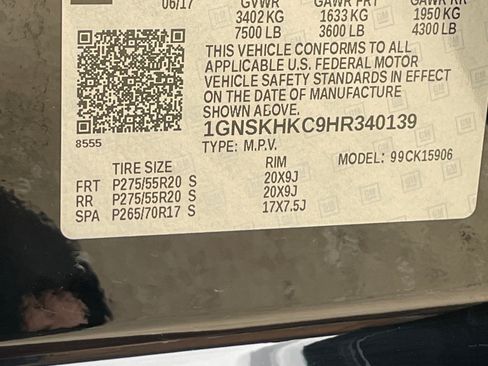 06/17 GVWR GAWR FRT GAWR RR
3402 KG 1633 KG 1950 KG
7500 LB 3600 LB 4300 LB
THIS VEHICLE CONFORMS TO ALL
APPLICABLE U.S. FEDERAL MOTOR
VEHICLE SAFETY STANDARDS IN EFFECT
ON THE DATE OF MANUFACTURE
SHOWN ABOVE.
1GNSKHKC9HR340139
8555 TYPE: M.P.V. MODEL: 99CK15906
TIRE SIZE RIM
FRT P275/55R20 S 20X9J
RR P275/55R20 S 20X9J
SPA P265/70R17 S 17X7.5J